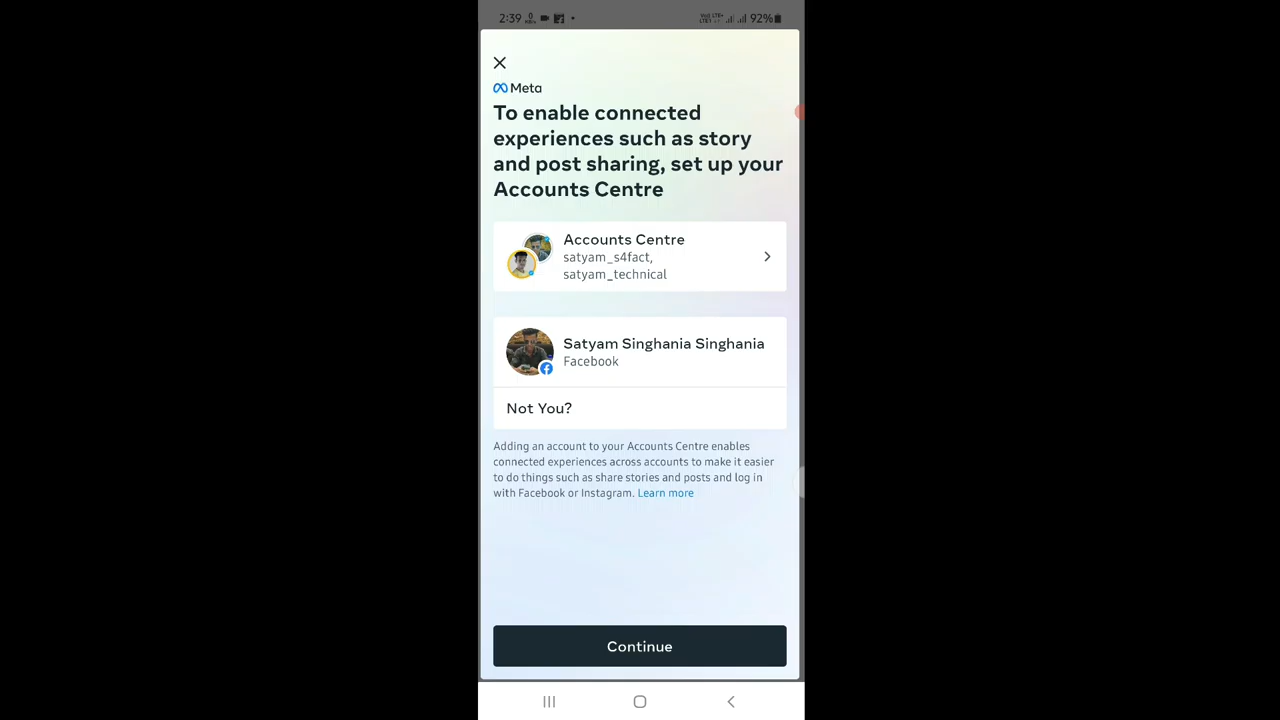 2:39
92%
Meta
To enable connected
experiences such as story
and post sharing, set up your
Accounts Centre
Accounts Centre
satyam_s4fact,
satyam_technical
Satyam Singhania Singhania
Facebook
Not You?
Adding an account to your Accounts Centre enables
connected experiences across accounts to make it easier
to do things such as share stories and posts and log in
with Facebook or Instagram. Learn more
Continue